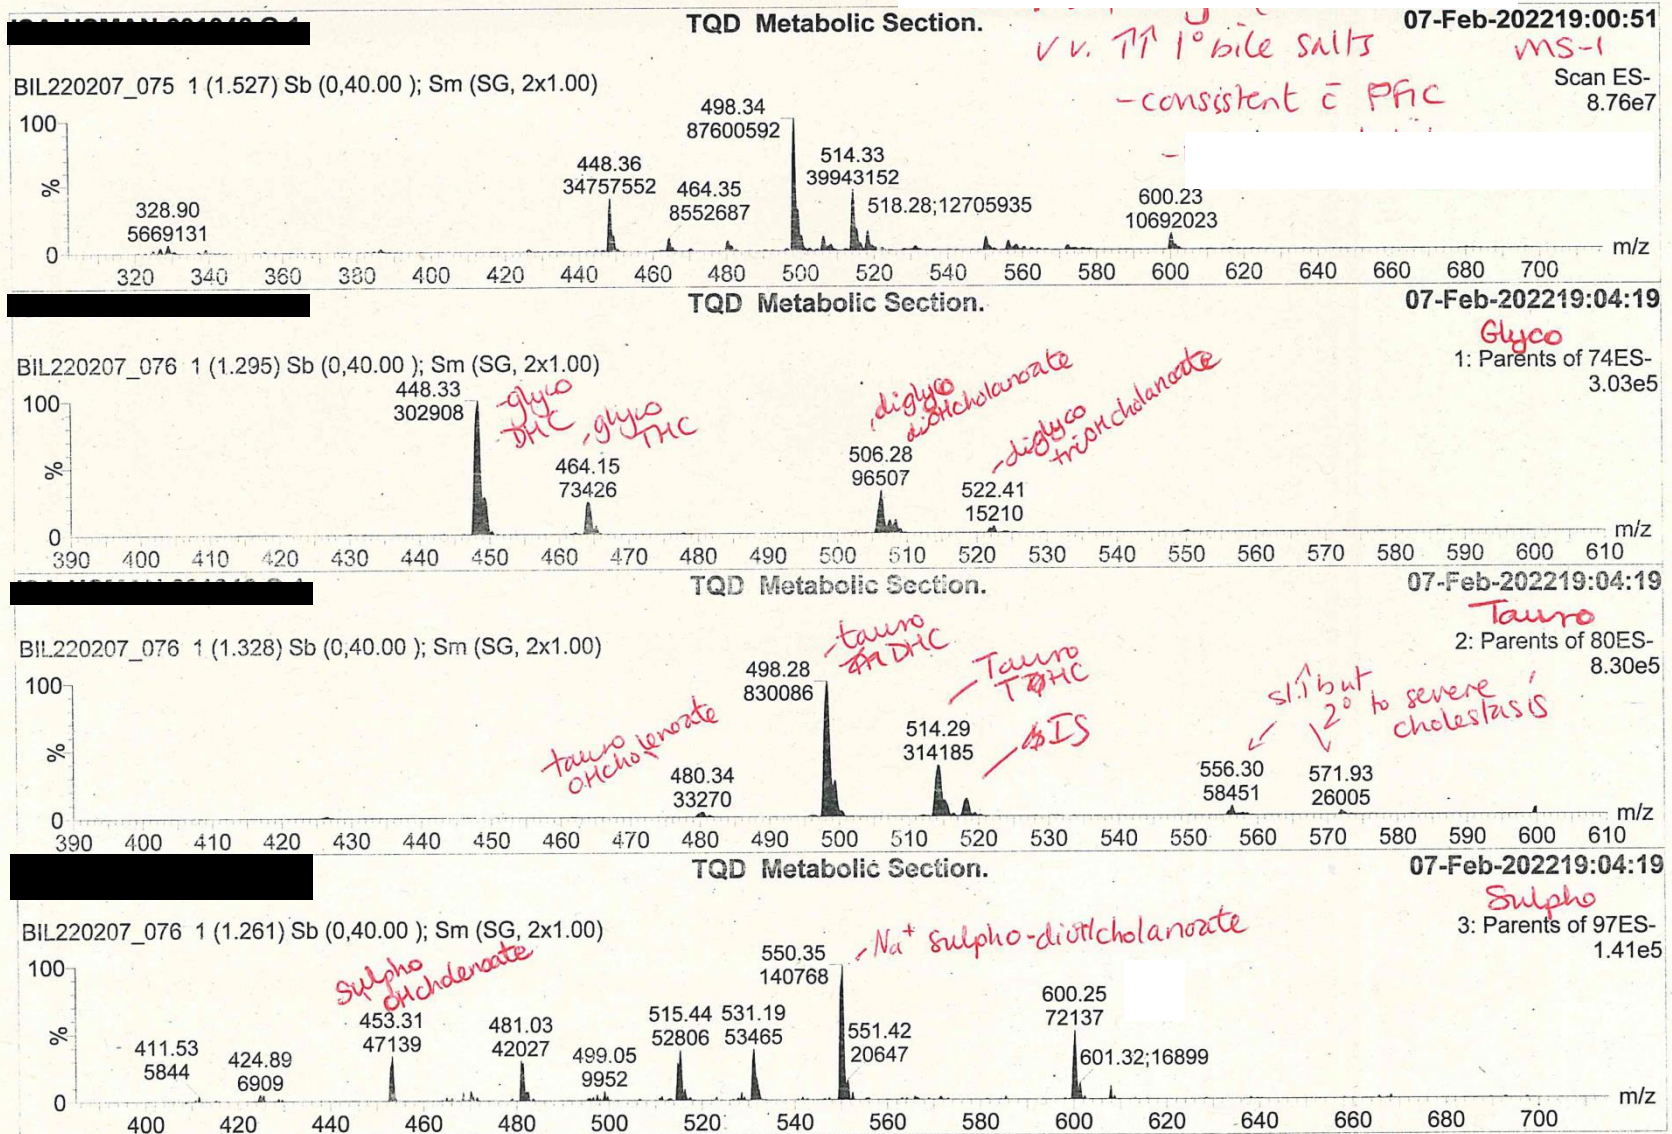 TQD Metabolic Section.
07-Feb-202219:00:51
v v. ↑↑ 1° bile salts
MS-1
- consistent c̄ PFIC
BIL220207_075 1 (1.527) Sb (0,40.00 ); Sm (SG, 2x1.00)
Scan ES-
8.76e7
100
%
0
328.90
5669131
448.36
34757552
464.35
8552687
498.34
87600592
514.33
39943152
518.28;12705935
600.23
10692023
m/z
320 340 360 380 400 420 440 460 480 500 520 540 560 580 600 620 640 660 680 700
TQD Metabolic Section.
07-Feb-202219:04:19
Glyco
BIL220207_076 1 (1.295) Sb (0,40.00 ); Sm (SG, 2x1.00)
1: Parents of 74ES-
3.03e5
100
%
0
448.33
302908
glyco
DHC
glyco
THC
464.15
73426
diglyco
diOHcholanoate
506.28
96507
diglyco
triOHcholanoate
522.41
15210
m/z
390 400 410 420 430 440 450 460 470 480 490 500 510 520 530 540 550 560 570 580 590 600 610
TQD Metabolic Section.
07-Feb-202219:04:19
Tauro
BIL220207_076 1 (1.328) Sb (0,40.00 ); Sm (SG, 2x1.00)
2: Parents of 80ES-
8.30e5
100
%
0
tauro
OHcholenoate
480.34
33270
498.28
830086
tauro
DHC
Tauro
THC
514.29
314185
IS
sl.↑ but
2° to severe
cholestasis
556.30
58451
571.93
26005
m/z
390 400 410 420 430 440 450 460 470 480 490 500 510 520 530 540 550 560 570 580 590 600 610
TQD Metabolic Section.
07-Feb-202219:04:19
Sulpho
BIL220207_076 1 (1.261) Sb (0,40.00 ); Sm (SG, 2x1.00)
3: Parents of 97ES-
1.41e5
100
%
0
411.53
5844
424.89
6909
Sulpho
OHcholenoate
453.31
47139
481.03
42027
499.05
9952
515.44
52806
531.19
53465
550.35
140768
Na+ sulpho-diOHcholanoate
551.42
20647
600.25
72137
601.32;16899
m/z
400 420 440 460 480 500 520 540 560 580 600 620 640 660 680 700